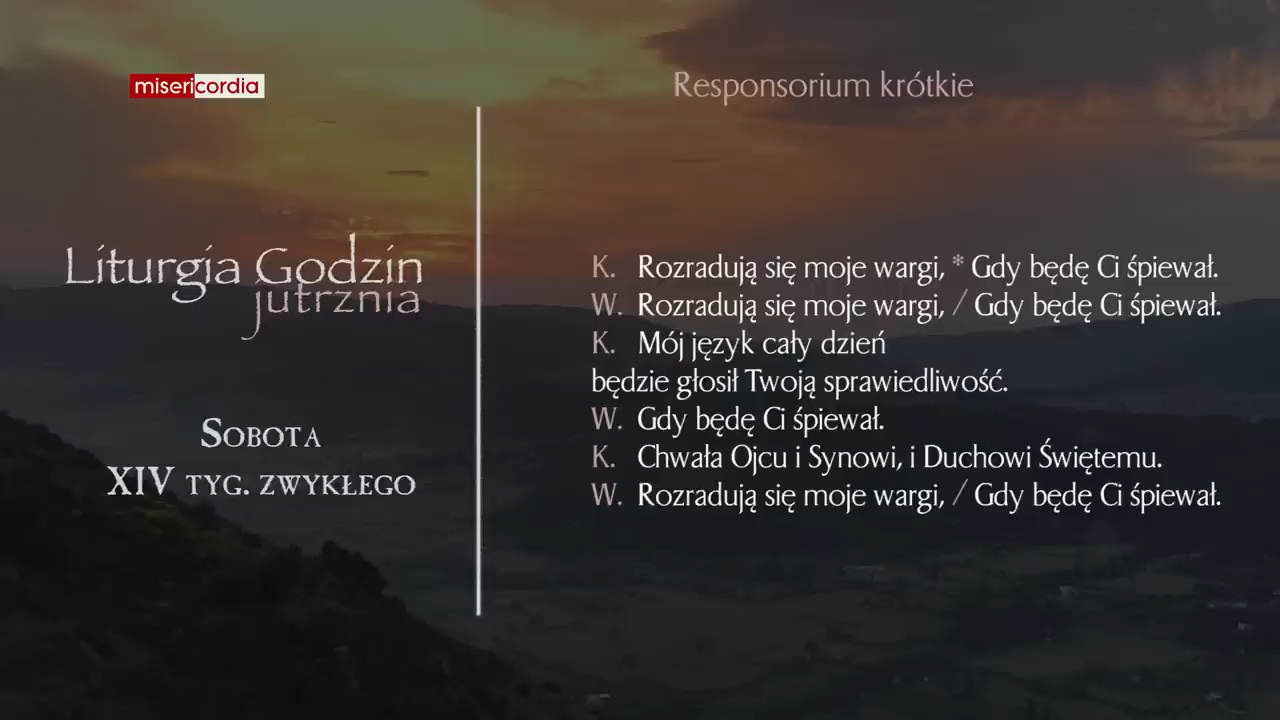 misericordia
Responsorium krótkie
Liturgia Godzin
jutrznia
Sobota
XIV tyg. zwykłego
K. Rozradują się moje wargi, * Gdy będę Ci śpiewał.
W. Rozradują się moje wargi, / Gdy będę Ci śpiewał.
K. Mój język cały dzień
będzie głosił Twoją sprawiedliwość.
W. Gdy będę Ci śpiewał.
K. Chwała Ojcu i Synowi, i Duchowi Świętemu.
W. Rozradują się moje wargi, / Gdy będę Ci śpiewał.